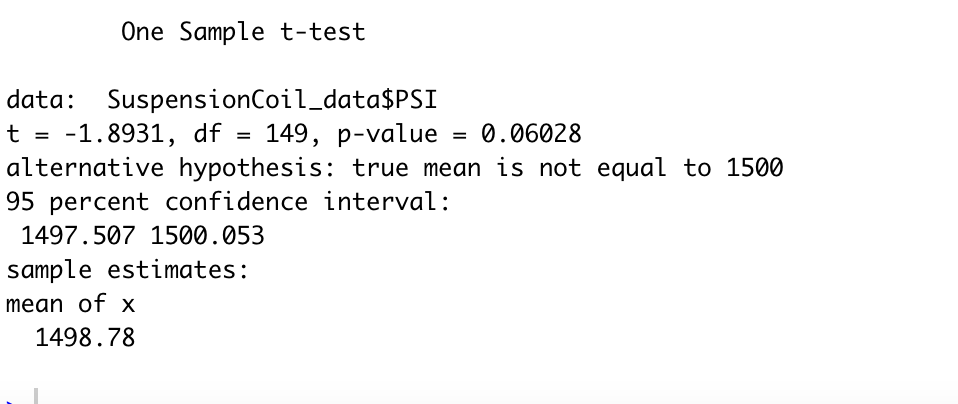 One Sample t-test
data:  SuspensionCoil_data$PSI
t = -1.8931, df = 149, p-value = 0.06028
alternative hypothesis: true mean is not equal to 1500
95 percent confidence interval:
1497.507 1500.053
sample estimates:
mean of x
1498.78